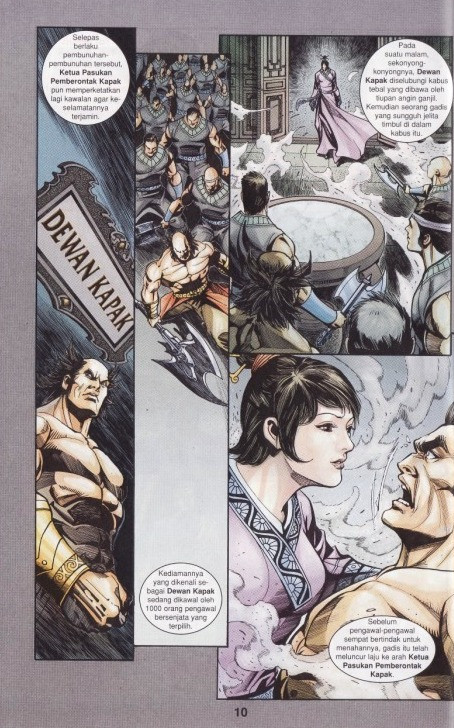 Selepas
berlaku
pembunuhan-
pembunuhan tersebut,
Ketua Pasukan
Pemberontak Kapak
pun memperketatkan
lagi kawalan agar ke-
selamatannya
terjamin.
DEWAN KAPAK
Kediamannya
yang dikenali se-
bagai Dewan Kapak
sedang dikawal oleh
1000 orang pengawal
bersenjata yang
terpilih.
Pada
suatu malam,
sekonyong-
konyongnya, Dewan
Kapak diselubungi kabus
tebal yang dibawa oleh
tiupan angin ganjil.
Kemudian seorang gadis
yang sungguh jelita
timbul di dalam
kabus itu.
Sebelum
pengawal-pengawal
sempat bertindak untuk
menahannya, gadis itu telah
meluncur laju ke arah Ketua
Pasukan Pemberontak
Kapak.
10